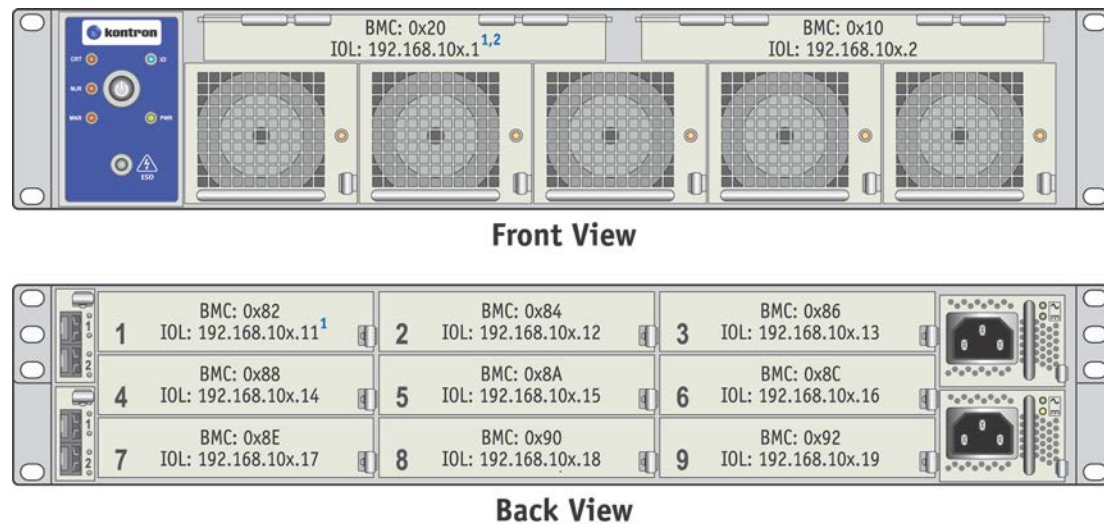 kontron
CRT
ID
MJR
MNR
PWR
ESD
BMC: 0x20
IOL: 192.168.10x.1 1,2
BMC: 0x10
IOL: 192.168.10x.2
Front View
1
2
1
2
1
BMC: 0x82
IOL: 192.168.10x.11 1
2
BMC: 0x84
IOL: 192.168.10x.12
3
BMC: 0x86
IOL: 192.168.10x.13
4
BMC: 0x88
IOL: 192.168.10x.14
5
BMC: 0x8A
IOL: 192.168.10x.15
6
BMC: 0x8C
IOL: 192.168.10x.16
7
BMC: 0x8E
IOL: 192.168.10x.17
8
BMC: 0x90
IOL: 192.168.10x.18
9
BMC: 0x92
IOL: 192.168.10x.19
Back View